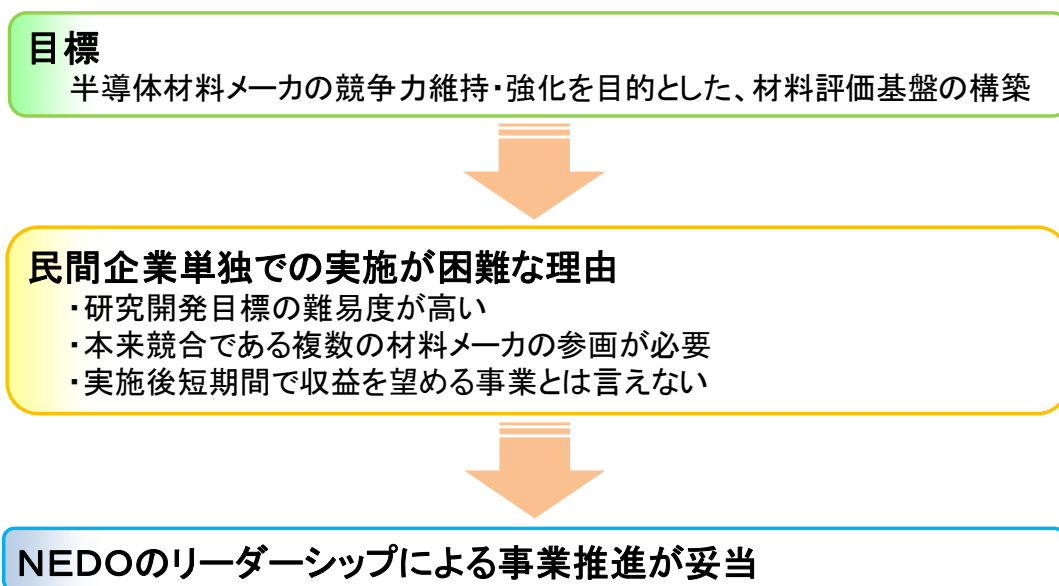 目標
半導体材料メーカの競争力維持・強化を目的とした、材料評価基盤の構築
民間企業単独での実施が困難な理由
・研究開発目標の難易度が高い
・本来競合である複数の材料メーカの参画が必要
・実施後短期間で収益を望める事業とは言えない
ＮＥＤＯのリーダーシップによる事業推進が妥当